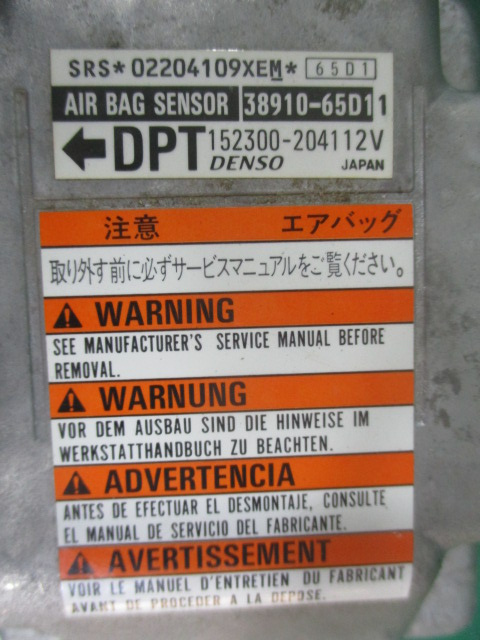 SRS*02204109XEM* 65D1
AIR BAG SENSOR 38910-65D11
←DPT 152300-204112V
DENSO JAPAN
注意 エアバッグ
取り外す前に必ずサービスマニュアルをご覧ください。
⚠ WARNING
SEE MANUFACTURER'S SERVICE MANUAL BEFORE
REMOVAL.
⚠ WARNUNG
VOR DEM AUSBAU SIND DIE HINWEISE IM
WERKSTATTHANDBUCH ZU BEACHTEN.
⚠ ADVERTENCIA
ANTES DE EFECTUAR EL DESMONTAJE, CONSULTE
EL MANUAL DE SERVICIO DEL FABRICANTE.
⚠ AVERTISSEMENT
VOIR LE MANUEL D'ENTRETIEN DU FABRICANT
AVANT DE PROCEDER A LA DEPOSE.